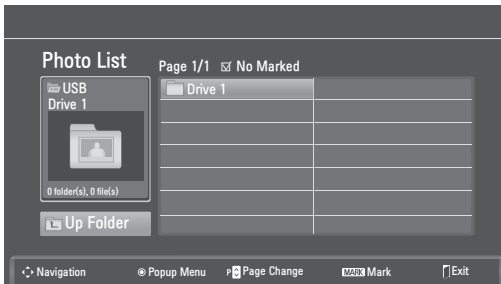 Photo List
Page 1/1 No Marked
USB
Drive 1
Drive 1
0 folder(s), 0 file(s)
Up Folder
Navigation Popup Menu P Page Change MARK Mark Exit